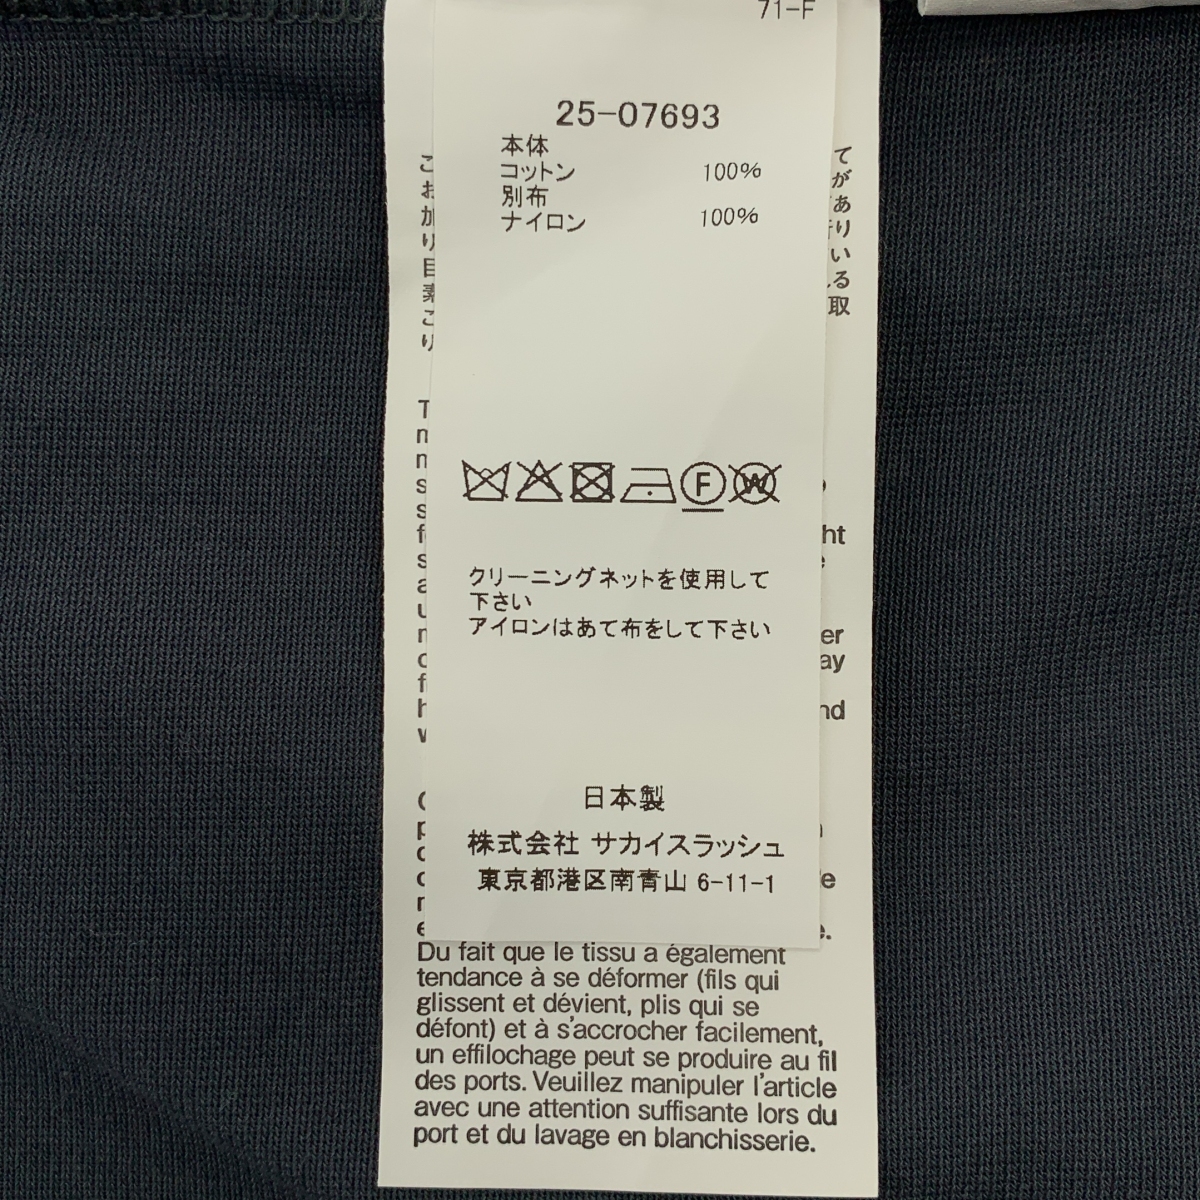 71-F
25-07693
本体
コットン 100%
別布
ナイロン 100%
F W
クリーニングネットを使用して
下さい
アイロンはあて布をして下さい
日本製
株式会社 サカイスラッシュ
東京都港区南青山 6-11-1
Du fait que le tissu a également
tendance à se déformer (fils qui
glissent et dévient, plis qui se
défont) et à s'accrocher facilement,
un effilochage peut se produire au fil
des ports. Veuillez manipuler l'article
avec une attention suffisante lors du
port et du lavage en blanchisserie.